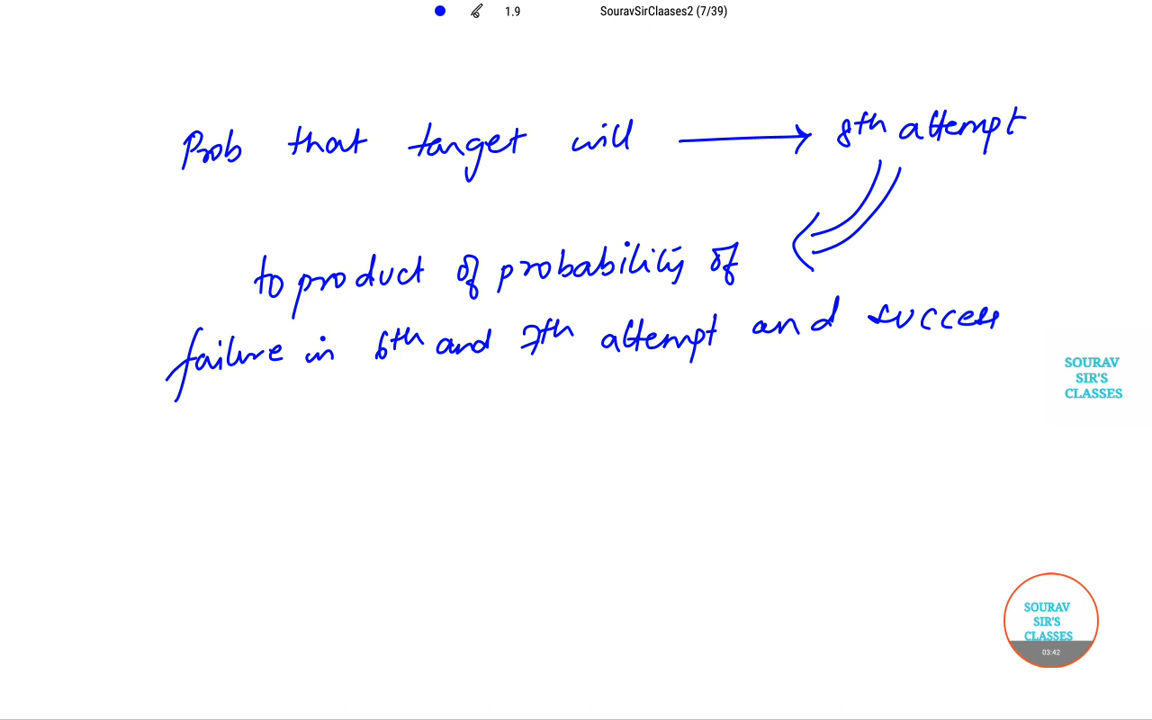 1.9 SouravSirClaases2 (7/39)
Prob that target will → 8th attempt
to product of probability of
failure in 6th and 7th attempt and success
SOURAV
SIR'S
CLASSES
SOURAV
SIR'S
CLASSES
03:42